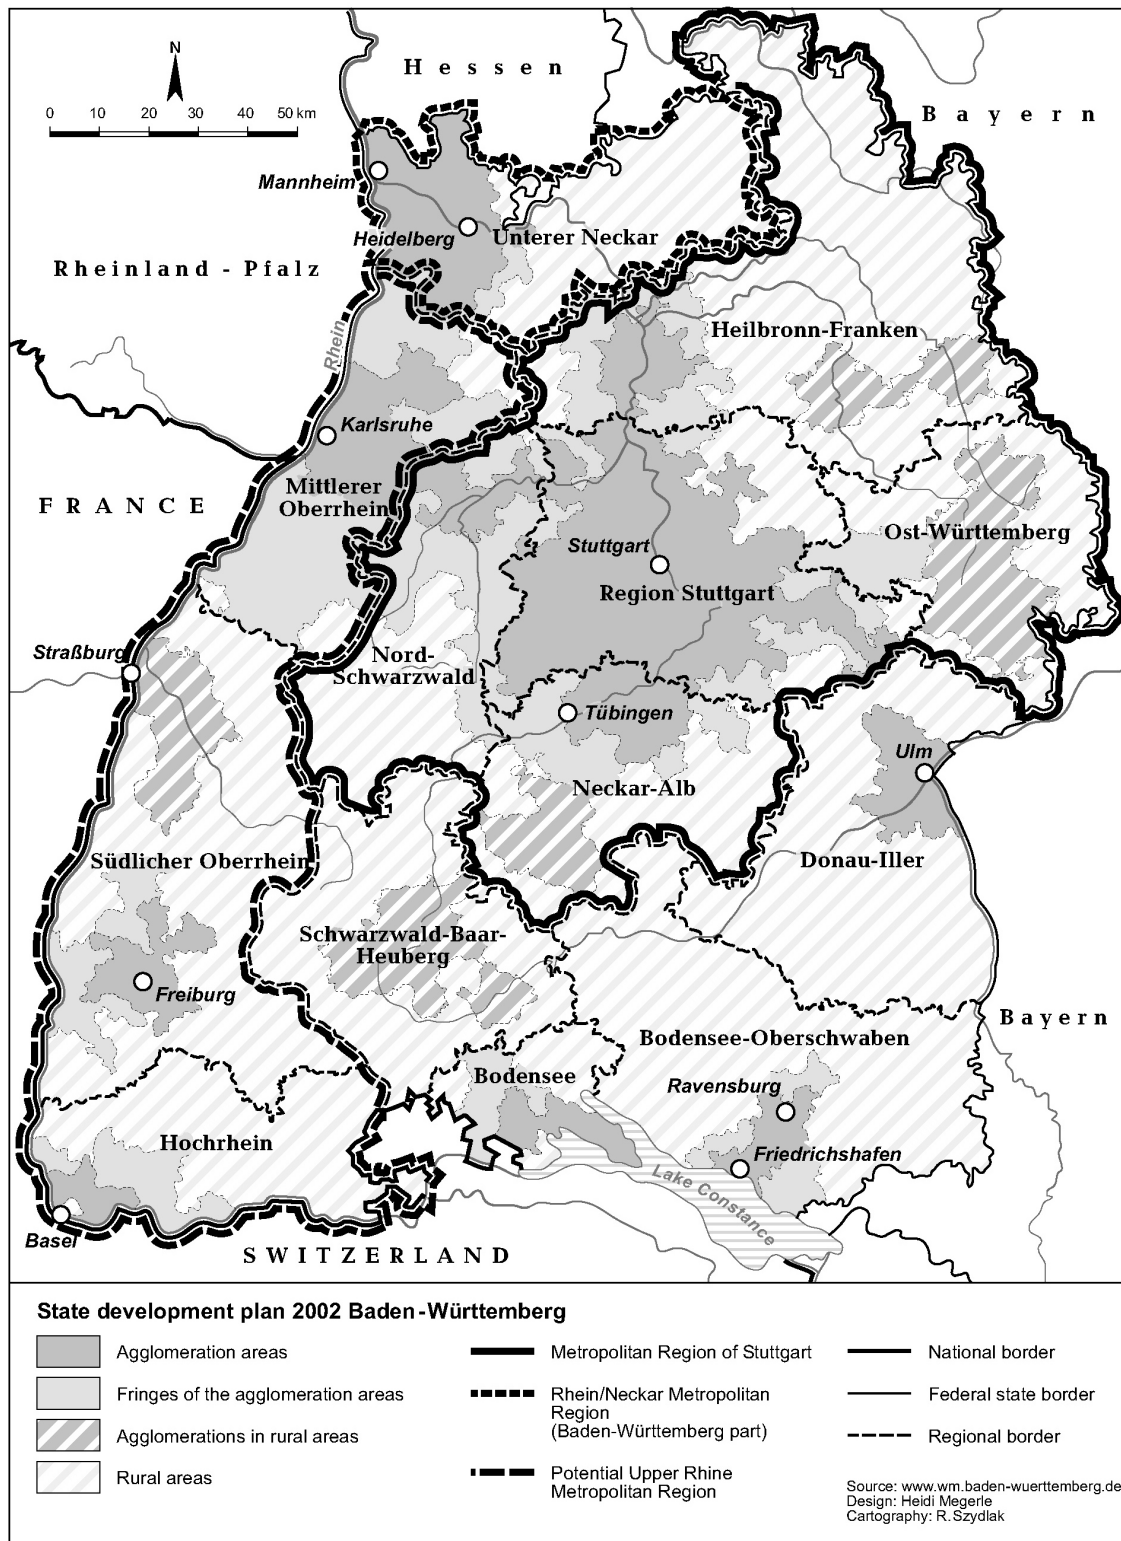 Hessen
N
0 10 20 30 40 50 km
Bayern
Mannheim
Heidelberg
Unterer Neckar
Rheinland - Pfalz
Rhein
Heilbronn-Franken
Karlsruhe
Mittlerer
Oberrhein
FRANCE
Ost-Württemberg
Stuttgart
Region Stuttgart
Straßburg
Nord-
Schwarzwald
Tübingen
Ulm
Neckar-Alb
Südlicher Oberrhein
Donau-Iller
Schwarzwald-Baar-
Heuberg
Freiburg
Bayern
Bodensee-Oberschwaben
Bodensee
Ravensburg
Hochrhein
Friedrichshafen
Lake Constance
Basel
SWITZERLAND
State development plan 2002 Baden-Württemberg
Agglomeration areas
Fringes of the agglomeration areas
Agglomerations in rural areas
Rural areas
Metropolitan Region of Stuttgart
Rhein/Neckar Metropolitan
Region
(Baden-Württemberg part)
Potential Upper Rhine
Metropolitan Region
National border
Federal state border
Regional border
Source: www.wm.baden-wuerttemberg.de
Design: Heidi Megerle
Cartography: R.Szydlak